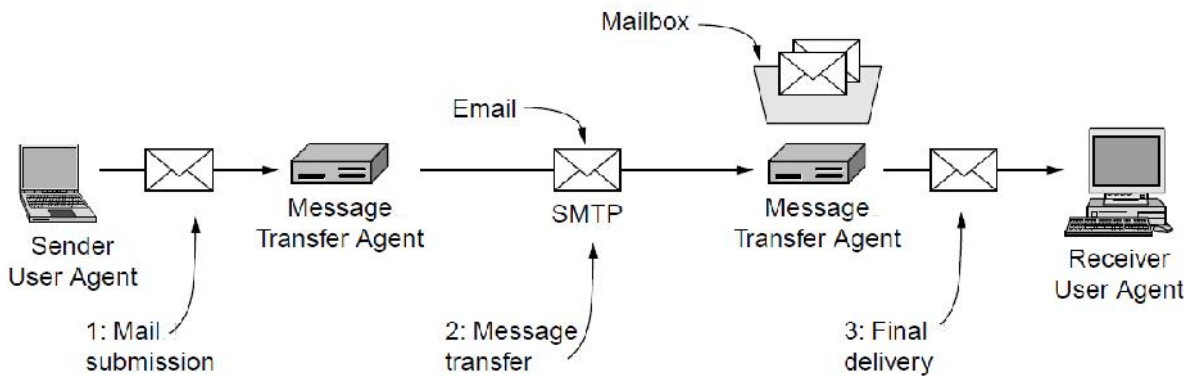 Mailbox
Email
SMTP
Sender
User Agent
Message
Transfer Agent
Message
Transfer Agent
Receiver
User Agent
1: Mail
submission
2: Message
transfer
3: Final
delivery